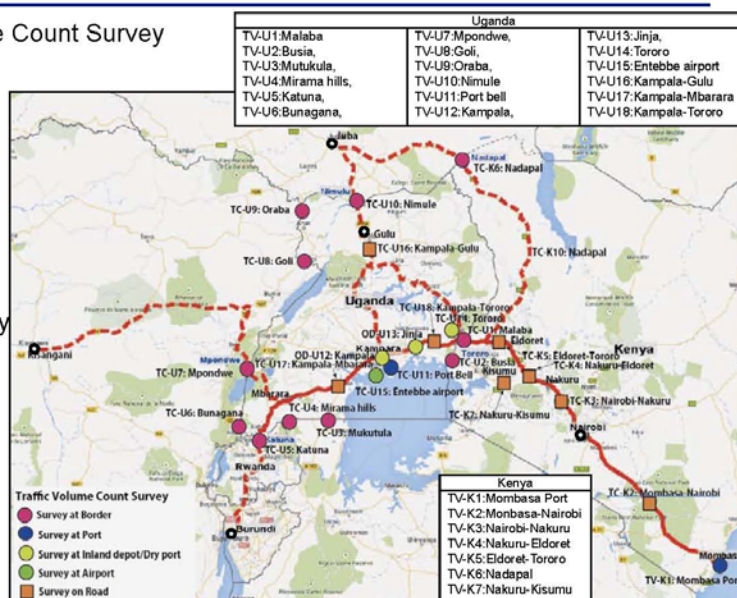 e Count Survey
Uganda
TV-U1:Malaba
TV-U2:Busia,
TV-U3:Mutukula,
TV-U4:Mirama hills,
TV-U5:Katuna,
TV-U6:Bunagana,
TV-U7:Mpondwe,
TV-U8:Goli,
TV-U9:Oraba,
TV-U10:Nimule
TV-U11:Port bell
TV-U12:Kampala,
TV-U13:Jinja,
TV-U14:Tororo
TV-U15:Entebbe airport
TV-U16:Kampala-Gulu
TV-U17:Kampala-Mbarara
TV-U18:Kampala-Tororo
Juba
Nadapal
TC-K6: Nadapal
Nimulu
TC-U10: Nimule
TC-U9: Oraba
Gulu
TC-U16: Kampala-Gulu
TC-K10: Nadapal
TC-U8: Goli
Uganda
TC-U18: Kampala-Tororo
TC-U14: Tororo
TC-U1: Malaba
OD-U13: Jinja
Eldoret
y
Kisangani
Kampara
OD-U12: Kampala
Tororo
TC-U2: Busia
TC-K5: Eldoret-Tororo
Kenya
TC-K4: Nakuru-Eldoret
Mpondwe
TC-U17: Kampala-Mbarara
TC-U7: Mpondwe
TC-U11: Port Bell
Kisumu
Nakuru
TC-U15: Entebbe airport
Mbarara
TC-K3: Nairobi-Nakuru
TC-U4: Mirama hills
TC-U6: Bunagana
TC-K7: Nakuru-Kisumu
TC-U3: Mukutula
Nairobi
Katuna
TC-U5: Katuna
Rwanda
TC-K2: Mombasa-Nairobi
Burundi
Mombas
TV-K1: Mombasa Por
Traffic Volume Count Survey
Survey at Border
Survey at Port
Survey at Inland depot/Dry port
Survey at Airport
Survey on Road
Kenya
TV-K1:Mombasa Port
TV-K2:Monbasa-Nairobi
TV-K3:Nairobi-Nakuru
TV-K4:Nakuru-Eldoret
TV-K5:Eldoret-Tororo
TV-K6:Nadapal
TV-K7:Nakuru-Kisumu